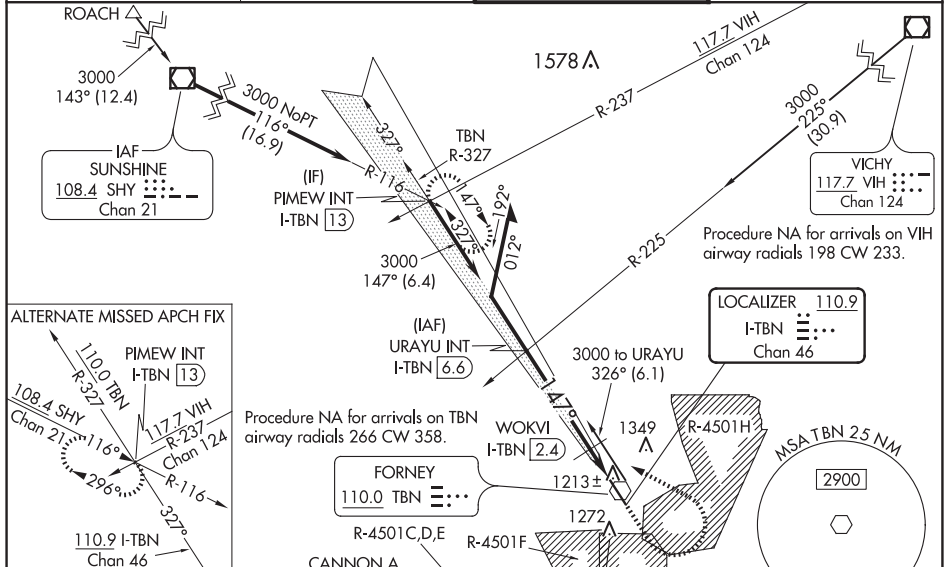 ROACH
3000
143° (12.4)
IAF
SUNSHINE
108.4 SHY
Chan 21
3000 NoPT
116°
(16.9)
R-116
(IF)
PIMEW INT
I-TBN 13
327°
TBN
R-327
147°
327°
3000
147° (6.4)
192°
012°
1578
117.7 VIH
Chan 124
R-237
3000
225°
(30.9)
VICHY
117.7 VIH
Chan 124
Procedure NA for arrivals on VIH
airway radials 198 CW 233.
R-225
LOCALIZER 110.9
I-TBN
Chan 46
(IAF)
URAYU INT
I-TBN 6.6
3000 to URAYU
326° (6.1)
147°
WOKVI
I-TBN 2.4
1349
R-4501H
1213±
1272
Procedure NA for arrivals on TBN
airway radials 266 CW 358.
FORNEY
110.0 TBN
R-4501C,D,E
R-4501F
CANNON A
MSA TBN 25 NM
2900
ALTERNATE MISSED APCH FIX
110.0 TBN
R-327
PIMEW INT
I-TBN 13
108.4 SHY
Chan 21
116°
117.7 VIH
R-237
Chan 124
296°
R-116
327°
110.9 I-TBN
Chan 46